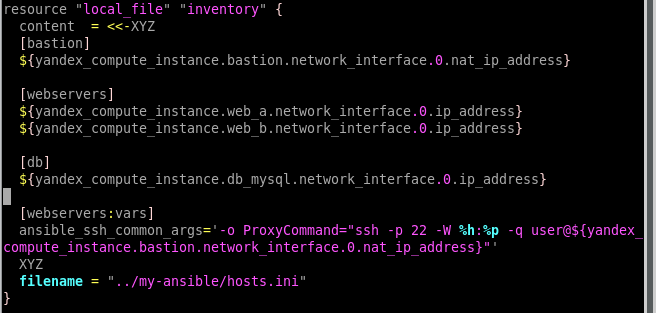 resource "local_file" "inventory" {
  content  = <<-XYZ
  [bastion]
  ${yandex_compute_instance.bastion.network_interface.0.nat_ip_address}

  [webservers]
  ${yandex_compute_instance.web_a.network_interface.0.ip_address}
  ${yandex_compute_instance.web_b.network_interface.0.ip_address}

  [db]
  ${yandex_compute_instance.db_mysql.network_interface.0.ip_address}

  [webservers:vars]
  ansible_ssh_common_args='-o ProxyCommand="ssh -p 22 -W %h:%p -q user@${yandex_
compute_instance.bastion.network_interface.0.nat_ip_address}"'
  XYZ
  filename = "../my-ansible/hosts.ini"
}